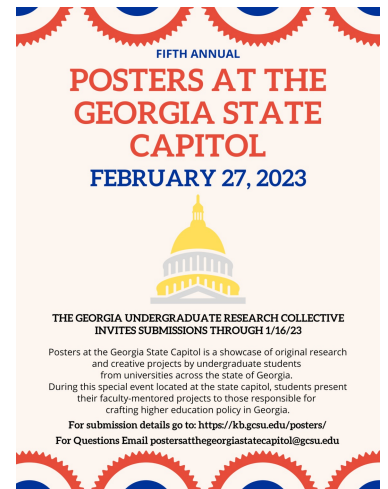 FIFTH ANNUAL
POSTERS AT THE
GEORGIA STATE
CAPITOL
FEBRUARY 27, 2023
THE GEORGIA UNDERGRADUATE RESEARCH COLLECTIVE
INVITES SUBMISSIONS THROUGH 1/16/23
Posters at the Georgia State Capitol is a showcase of original research
and creative projects by undergraduate students
from universities across the state of Georgia.
During this special event located at the state capitol, students present
their faculty-mentored projects to those responsible for
crafting higher education policy in Georgia.
For submission details go to: https://kb.gcsu.edu/posters/
For Questions Email postersatthegeorgiastatecapitol@gcsu.edu